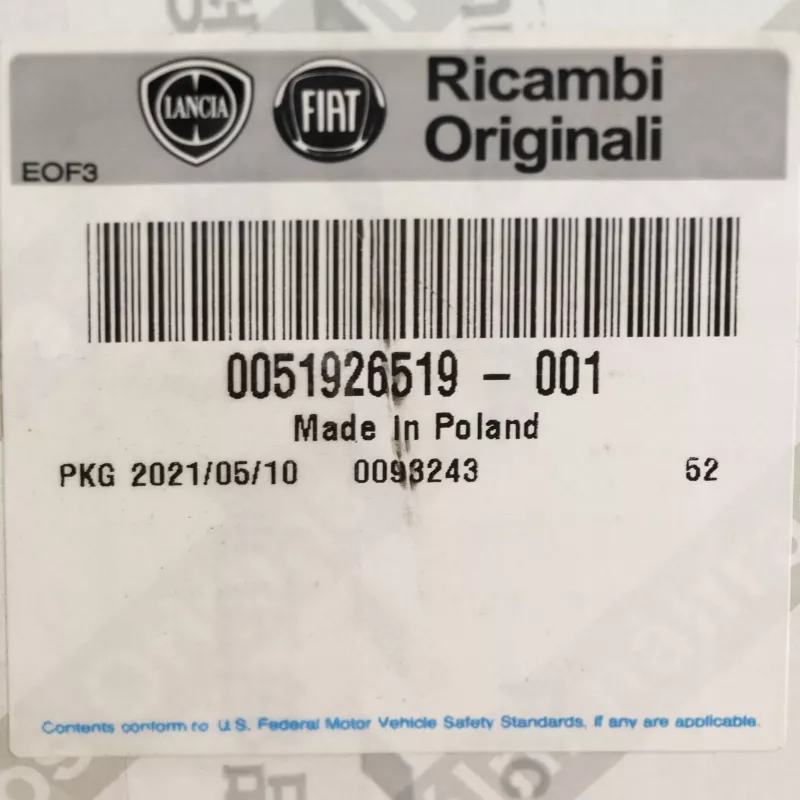 LANCIA FIAT Ricambi
Originali
EOF3
0051926519 - 001
Made In Poland
PKG 2021/05/10 0093243 52
Contents conform to U.S. Federal Motor Vehicle Safety Standards, if any are applicable.